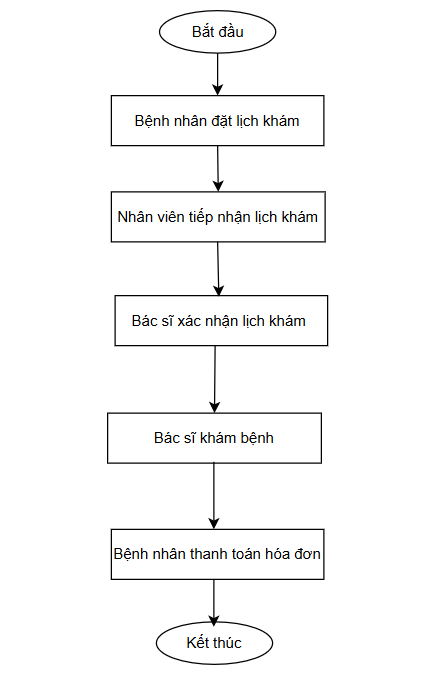 Bắt đầu
Bệnh nhân đặt lịch khám
Nhân viên tiếp nhận lịch khám
Bác sĩ xác nhận lịch khám
Bác sĩ khám bệnh
Bệnh nhân thanh toán hóa đơn
Kết thúc